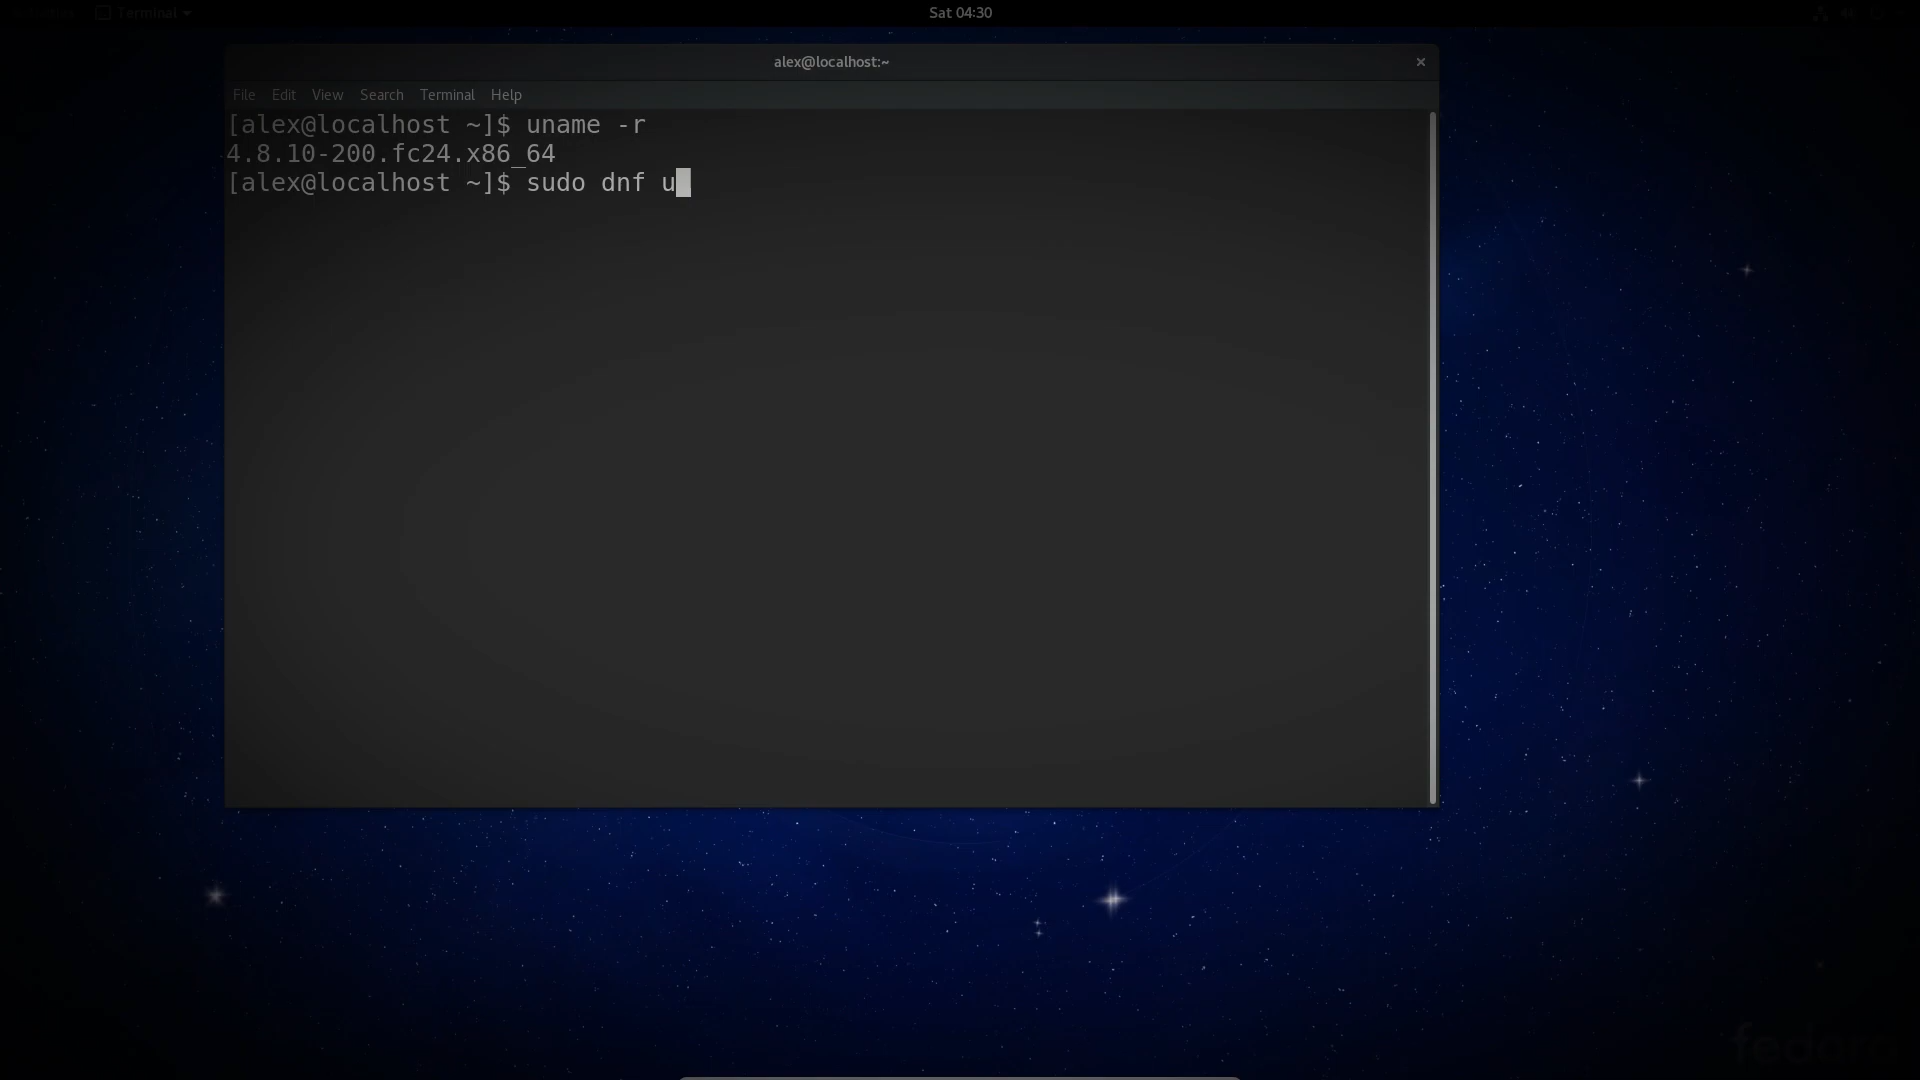 Terminal
Sat 04:30
alex@localhost:~
File Edit View Search Terminal Help
[alex@localhost ~]$ uname -r
4.8.10-200.fc24.x86_64
[alex@localhost ~]$ sudo dnf u
fedora